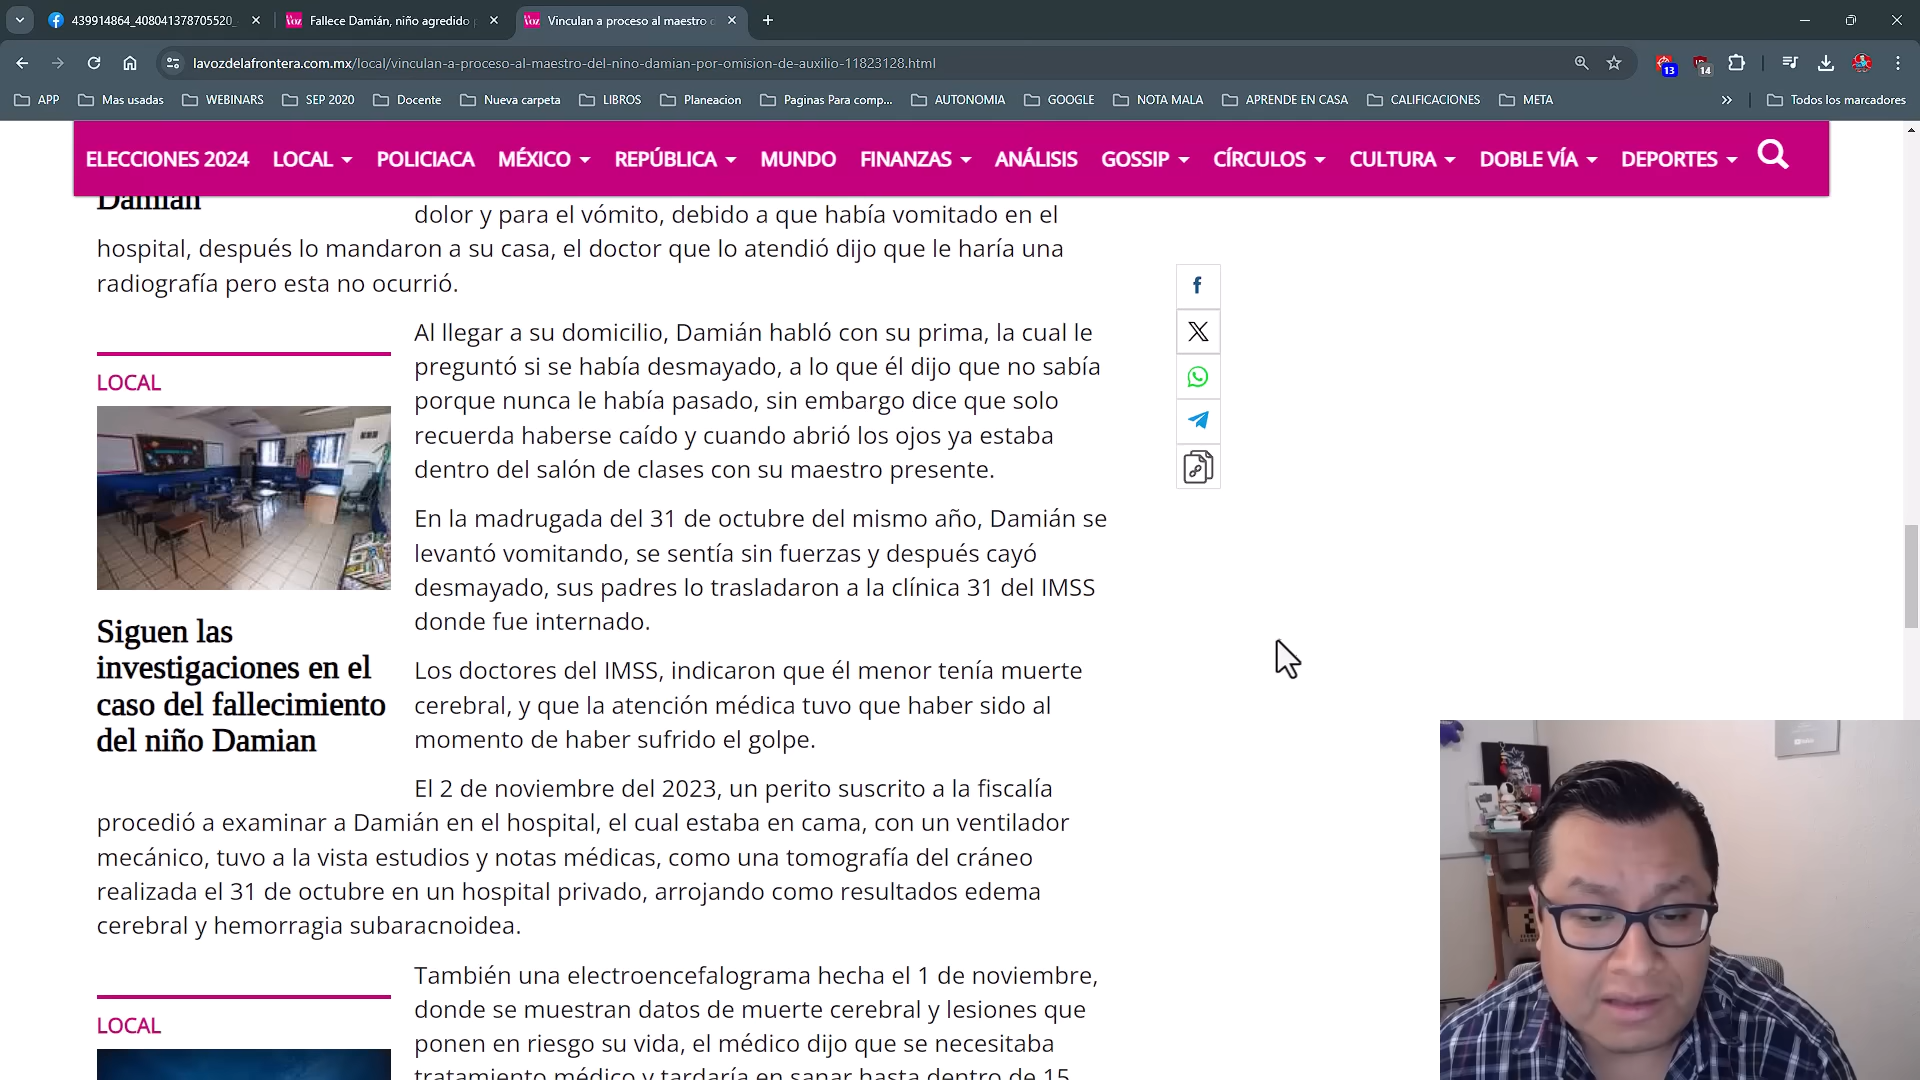 439914864_408041378705520_
Fallece Damián, niño agredido
Vinculan a proceso al maestro
lavozdelafrontera.com.mx/local/vinculan-a-proceso-al-maestro-del-nino-damian-por-omision-de-auxilio-11823128.html
13
14
APP
Mas usadas
WEBINARS
SEP 2020
Docente
Nueva carpeta
LIBROS
Planeacion
Paginas Para comp...
AUTONOMIA
GOOGLE
NOTA MALA
APRENDE EN CASA
CALIFICACIONES
META
Todos los marcadores
ELECCIONES 2024
LOCAL
POLICIACA
MÉXICO
REPÚBLICA
MUNDO
FINANZAS
ANÁLISIS
GOSSIP
CÍRCULOS
CULTURA
DOBLE VÍA
DEPORTES
Damián
dolor y para el vómito, debido a que había vomitado en el
hospital, después lo mandaron a su casa, el doctor que lo atendió dijo que le haría una
radiografía pero esta no ocurrió.
Al llegar a su domicilio, Damián habló con su prima, la cual le
preguntó si se había desmayado, a lo que él dijo que no sabía
porque nunca le había pasado, sin embargo dice que solo
recuerda haberse caído y cuando abrió los ojos ya estaba
dentro del salón de clases con su maestro presente.
LOCAL
Siguen las
investigaciones en el
caso del fallecimiento
del niño Damian
En la madrugada del 31 de octubre del mismo año, Damián se
levantó vomitando, se sentía sin fuerzas y después cayó
desmayado, sus padres lo trasladaron a la clínica 31 del IMSS
donde fue internado.
Los doctores del IMSS, indicaron que él menor tenía muerte
cerebral, y que la atención médica tuvo que haber sido al
momento de haber sufrido el golpe.
El 2 de noviembre del 2023, un perito suscrito a la fiscalía
procedió a examinar a Damián en el hospital, el cual estaba en cama, con un ventilador
mecánico, tuvo a la vista estudios y notas médicas, como una tomografía del cráneo
realizada el 31 de octubre en un hospital privado, arrojando como resultados edema
cerebral y hemorragia subaracnoidea.
LOCAL
También una electroencefalograma hecha el 1 de noviembre,
donde se muestran datos de muerte cerebral y lesiones que
ponen en riesgo su vida, el médico dijo que se necesitaba
tratamiento médico y tardaría en sanar hasta dentro de 15